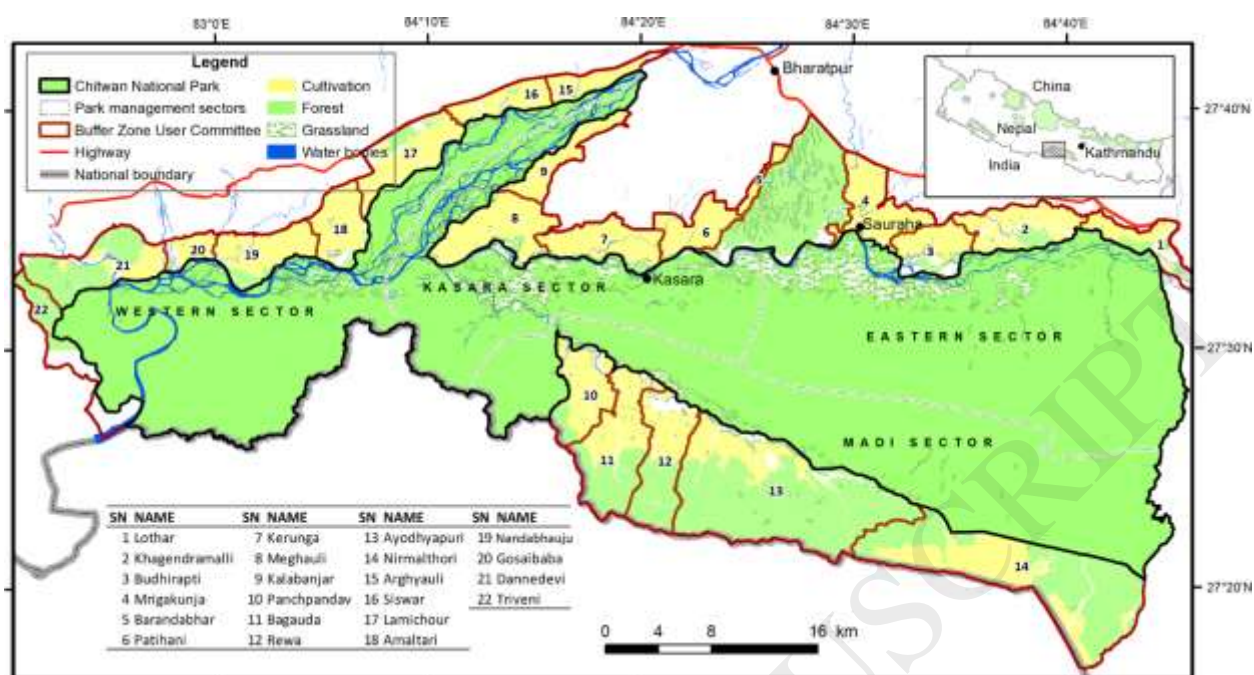 83°0'E 84°10'E 84°20'E 84°30'E 84°40'E
Legend
Chitwan National Park Cultivation
Park management sectors Forest
Buffer Zone User Committee Grassland
Highway Water bodies
National boundary
Bharatpur
China
Nepal
Kathmandu
India
27°40'N
16 15
17
9
5
4
18
8
Sauraha
7 6
3
2
1
20 19
21
Kasara
22
WESTERN SECTOR
KASARA SECTOR
EASTERN SECTOR
27°30'N
10
MADI SECTOR
11 12
13
14
27°20'N
SN NAME SN NAME SN NAME SN NAME
1 Lothar 7 Kerunga 13 Ayodhyapuri 19 Nandabhauju
2 Khagendramalli 8 Meghauli 14 Nirmalthori 20 Gosaibaba
3 Budhirapti 9 Kalabanjar 15 Arghyauli 21 Dannedevi
4 Mrigakunja 10 Panchpandav 16 Siswar 22 Triveni
5 Barandabhar 11 Bagauda 17 Lamichour
6 Patihani 12 Rewa 18 Amaltari
0 4 8 16 km
USCRIPT